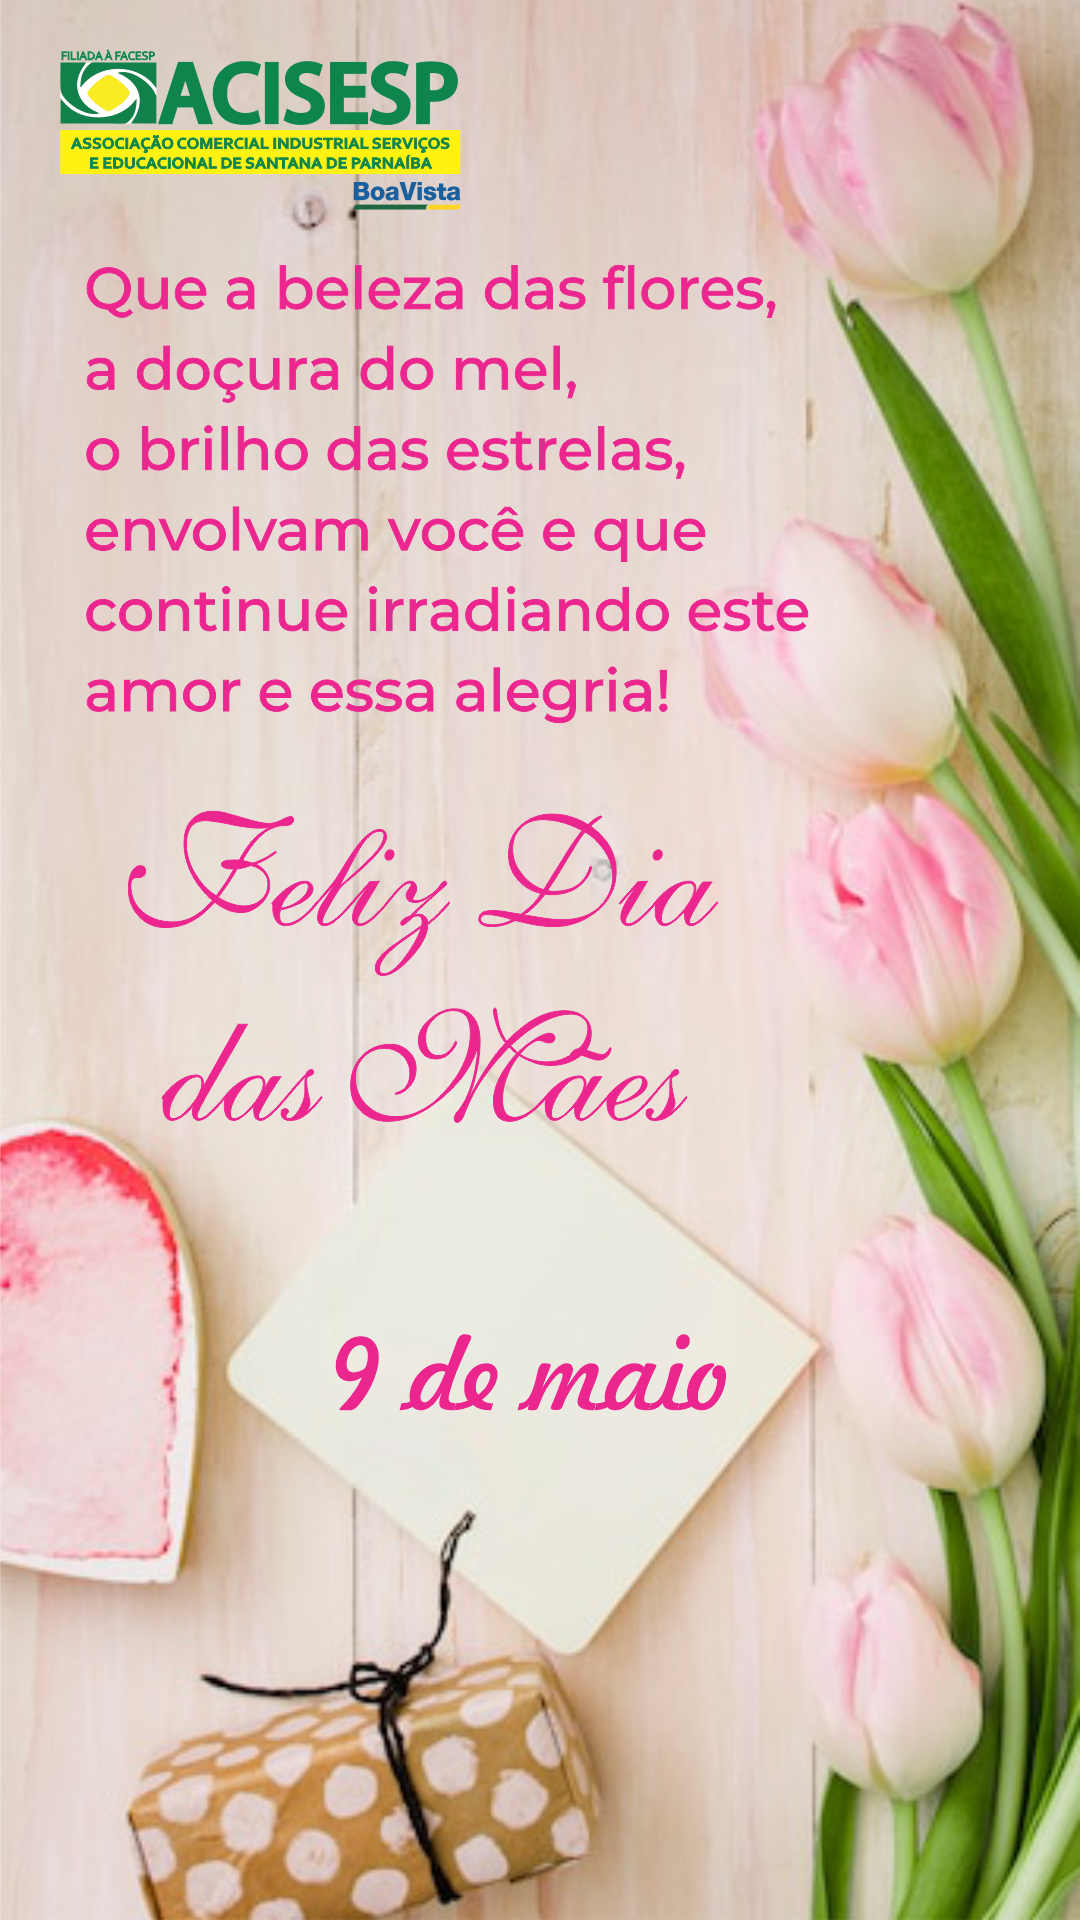 FILIADA À FACESP
ACISESP
ASSOCIAÇÃO COMERCIAL INDUSTRIAL SERVIÇOS
E EDUCACIONAL DE SANTANA DE PARNAÍBA
BoaVista
Que a beleza das flores,
a doçura do mel,
o brilho das estrelas,
envolvam você e que
continue irradiando este
amor e essa alegria!
Feliz Dia
das Mães
9 de maio